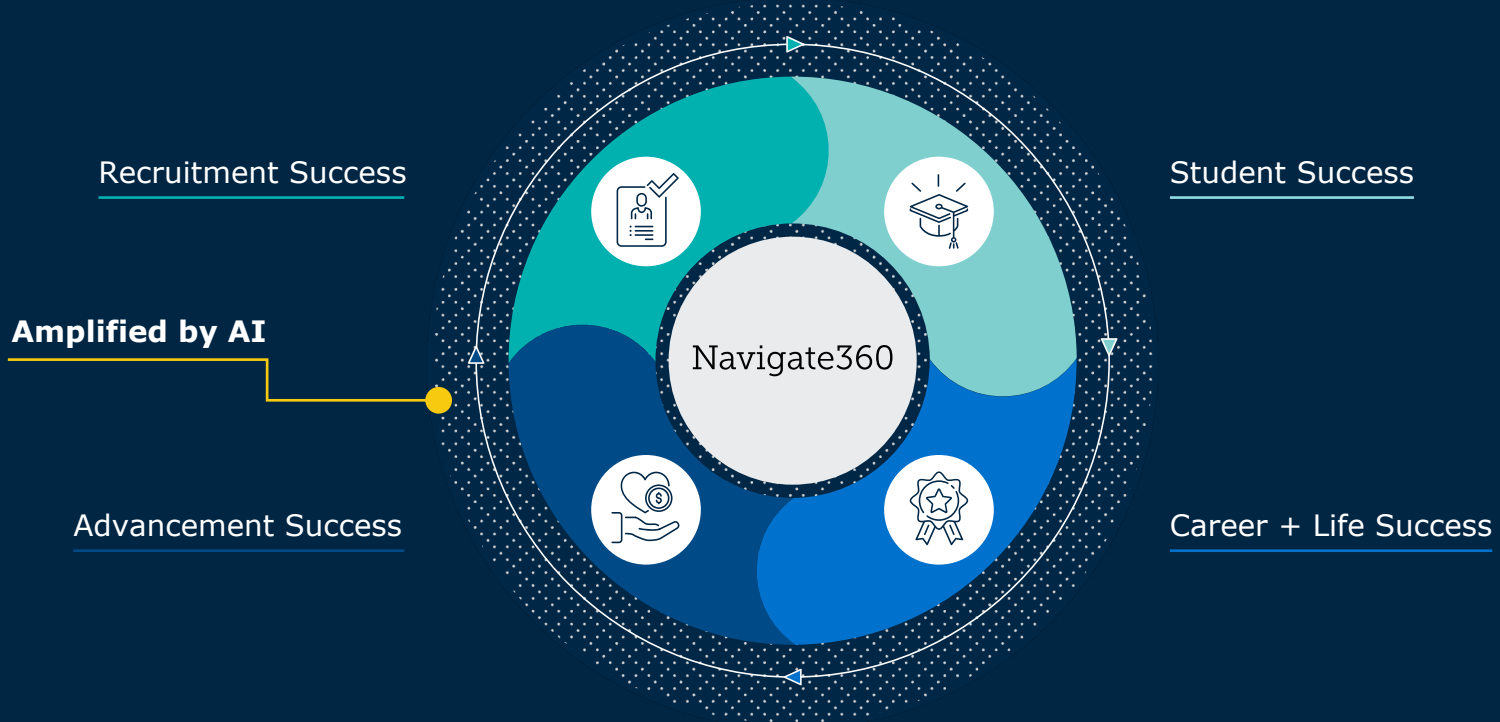 Recruitment Success
Student Success
Amplified by AI
Navigate360
Advancement Success
Career + Life Success
$